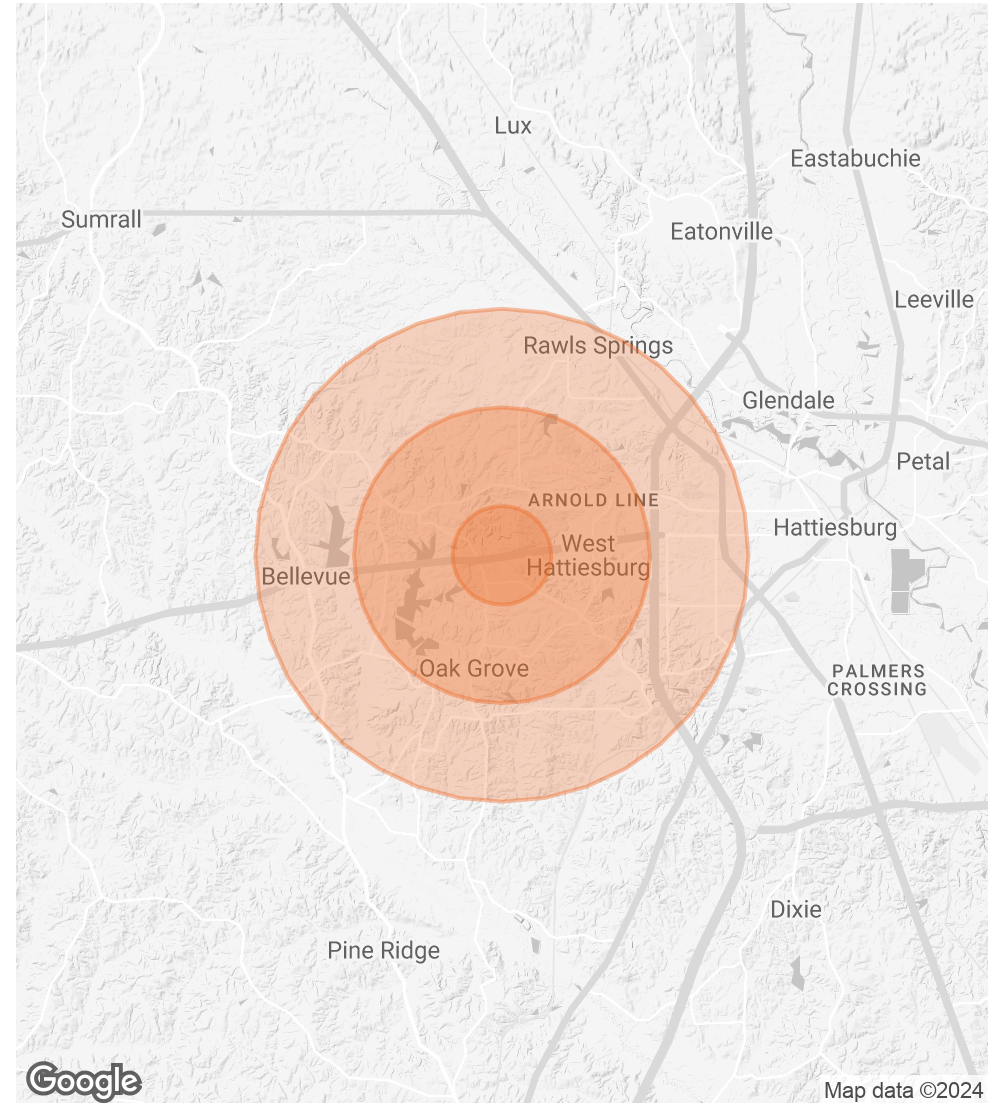 Lux
Eastabuchie
Sumrall
Eatonville
Leeville
Rawls Springs
Glendale
Petal
ARNOLD LINE
Hattiesburg
West
Hattiesburg
Bellevue
Oak Grove
PALMERS
CROSSING
Dixie
Pine Ridge
Google
Map data ©2024